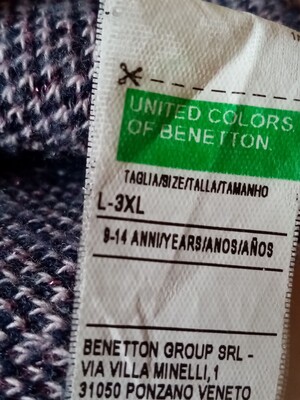 UNITED COLORS
OF BENETTON.
TAGLIA/SIZE/TALLA/TAMANHO
L-3XL
9-14 ANNI/YEARS/ANOS/AÑOS
BENETTON GROUP SRL -
VIA VILLA MINELLI,1
31050 PONZANO VENETO